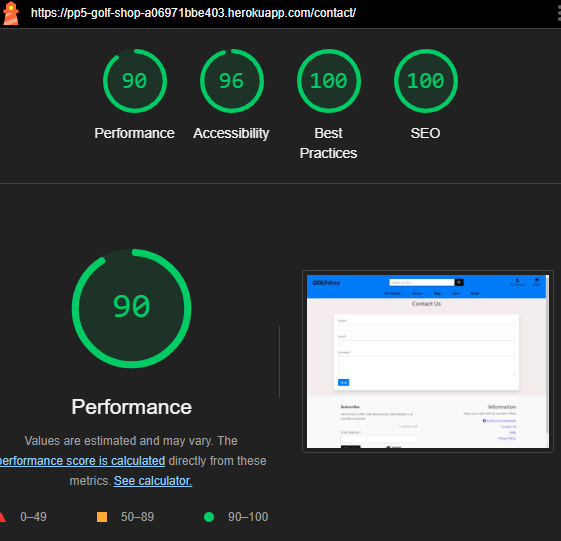 https://pp5-golf-shop-a06971bbe403.herokuapp.com/contact/
90
96
100
100
Performance
Accessibility
Best
Practices
SEO
90
Performance
Values are estimated and may vary. The
performance score is calculated directly from these
metrics. See calculator.
0–49
50–89
90–100
GOLFshop
Contact Us
Subscribe
Information